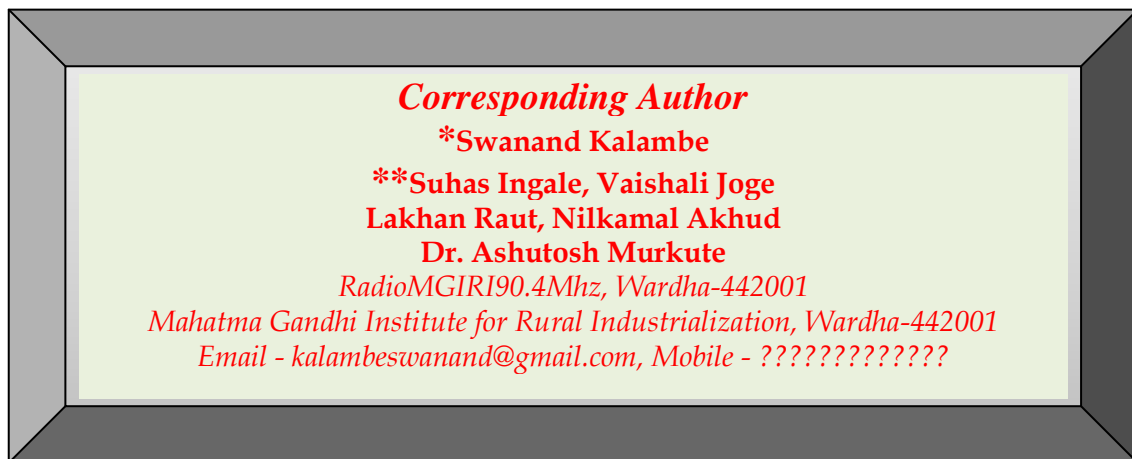 Corresponding Author
*Swanand Kalambe
**Suhas Ingale, Vaishali Joge
Lakhan Raut, Nilkamal Akhud
Dr. Ashutosh Murkute
RadioMGIRI90.4Mhz, Wardha-442001
Mahatma Gandhi Institute for Rural Industrialization, Wardha-442001
Email - kalambeswanand@gmail.com, Mobile - ?????????????